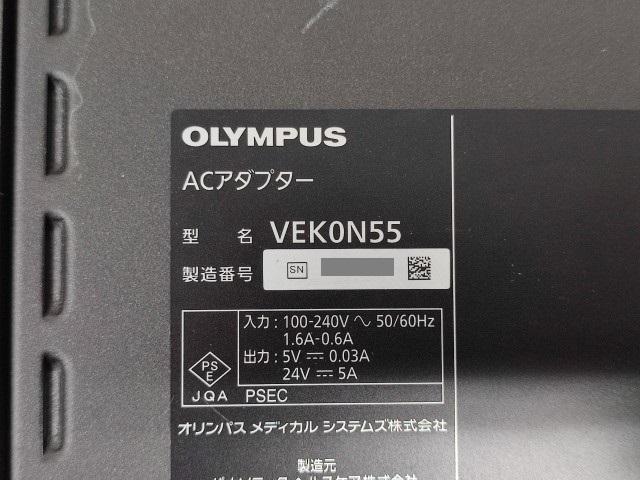 OLYMPUS
ACアダプター
型 名 VEK0N55
製造番号 SN
入力 : 100-240V ～ 50/60Hz
1.6A-0.6A
出力 : 5V ⎓ 0.03A
24V ⎓ 5A
PS
E
JQA PSEC
オリンパス メディカル システムズ株式会社
製造元